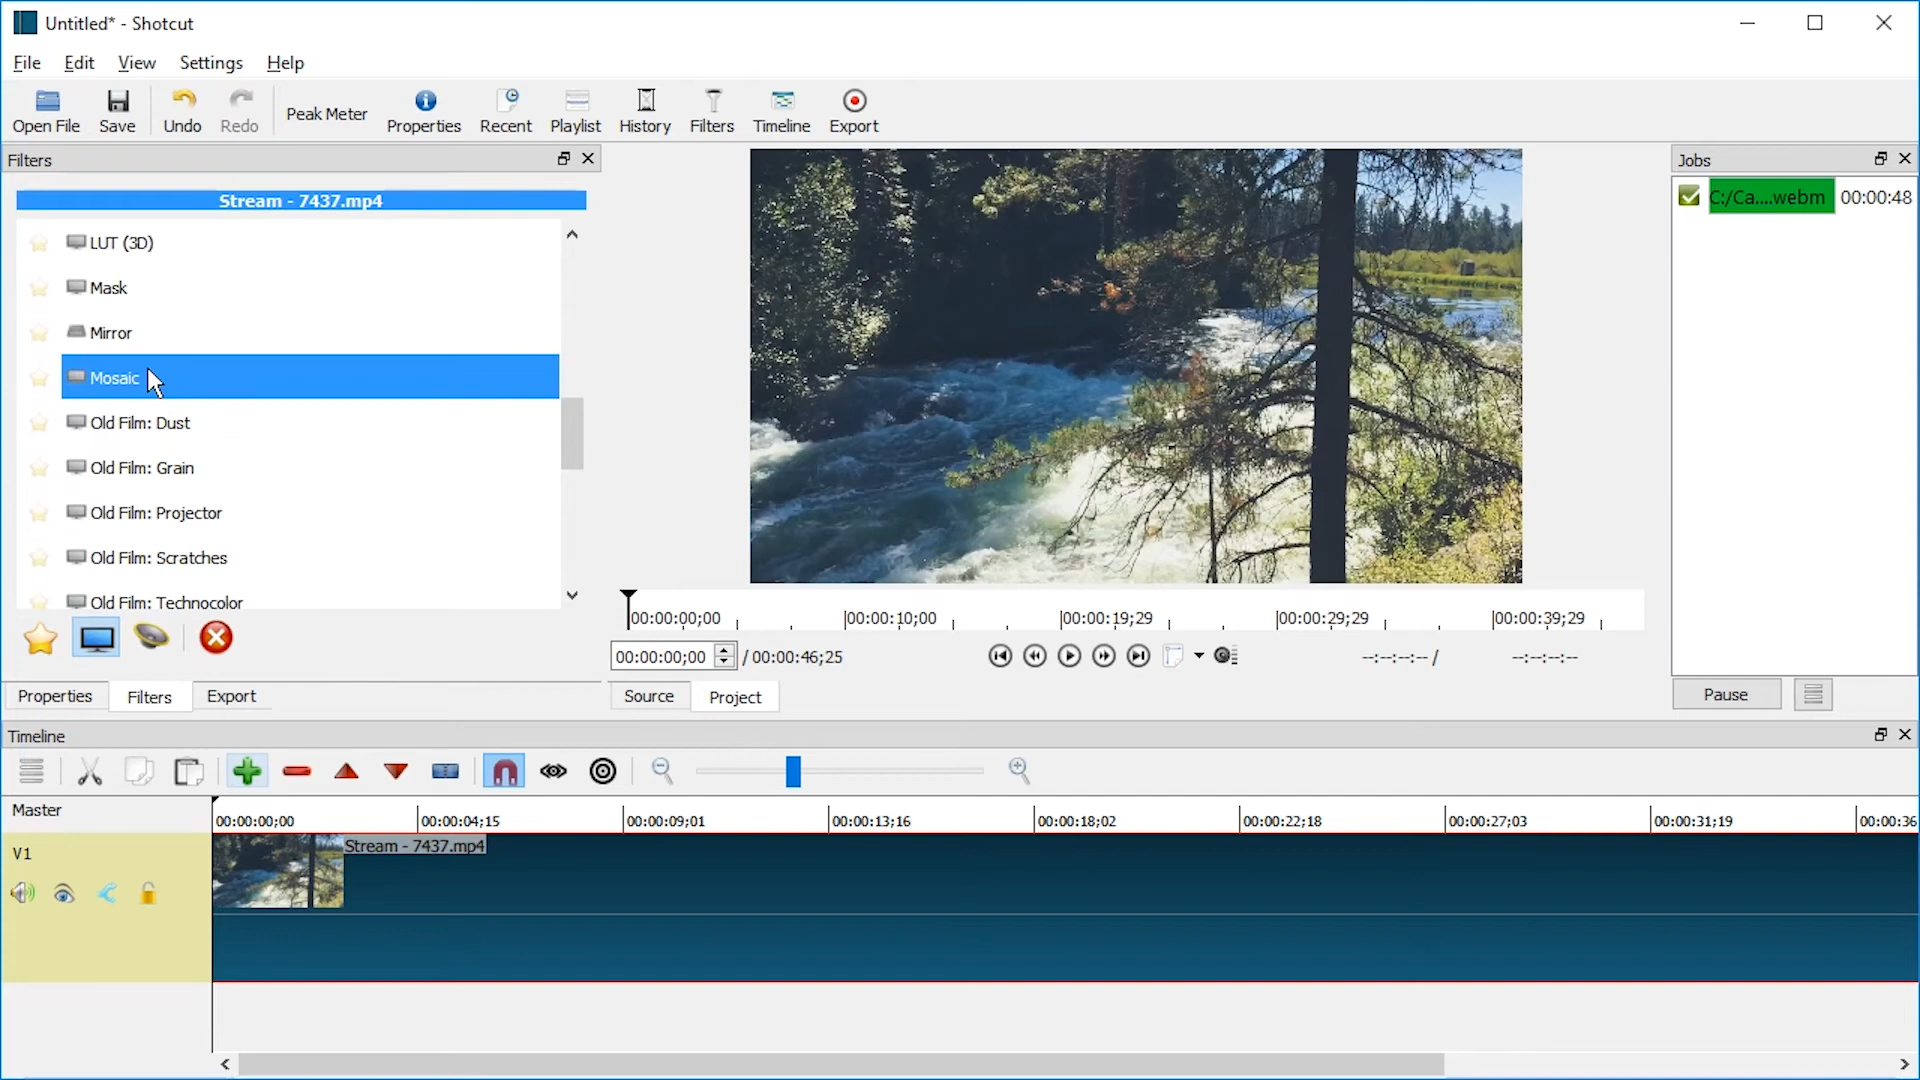 Untitled* - Shotcut
File Edit View Settings Help
Open File Save Undo Redo Peak Meter Properties Recent Playlist History Filters Timeline Export
Filters
Stream - 7437.mp4
LUT (3D)
Mask
Mirror
Mosaic
Old Film: Dust
Old Film: Grain
Old Film: Projector
Old Film: Scratches
Old Film: Technocolor
Properties Filters Export
00:00:00;00 00:00:10;00 00:00:19;29 00:00:29;29 00:00:39;29
00:00:00;00 / 00:00:46;25 --:--:--:-- / --:--:--:--
Source Project
Jobs
C:/Ca....webm 00:00:48
Pause
Timeline
Master
00:00:00;00 00:00:04;15 00:00:09;01 00:00:13;16 00:00:18;02 00:00:22;18 00:00:27;03 00:00:31;19 00:00:36
V1
Stream - 7437.mp4